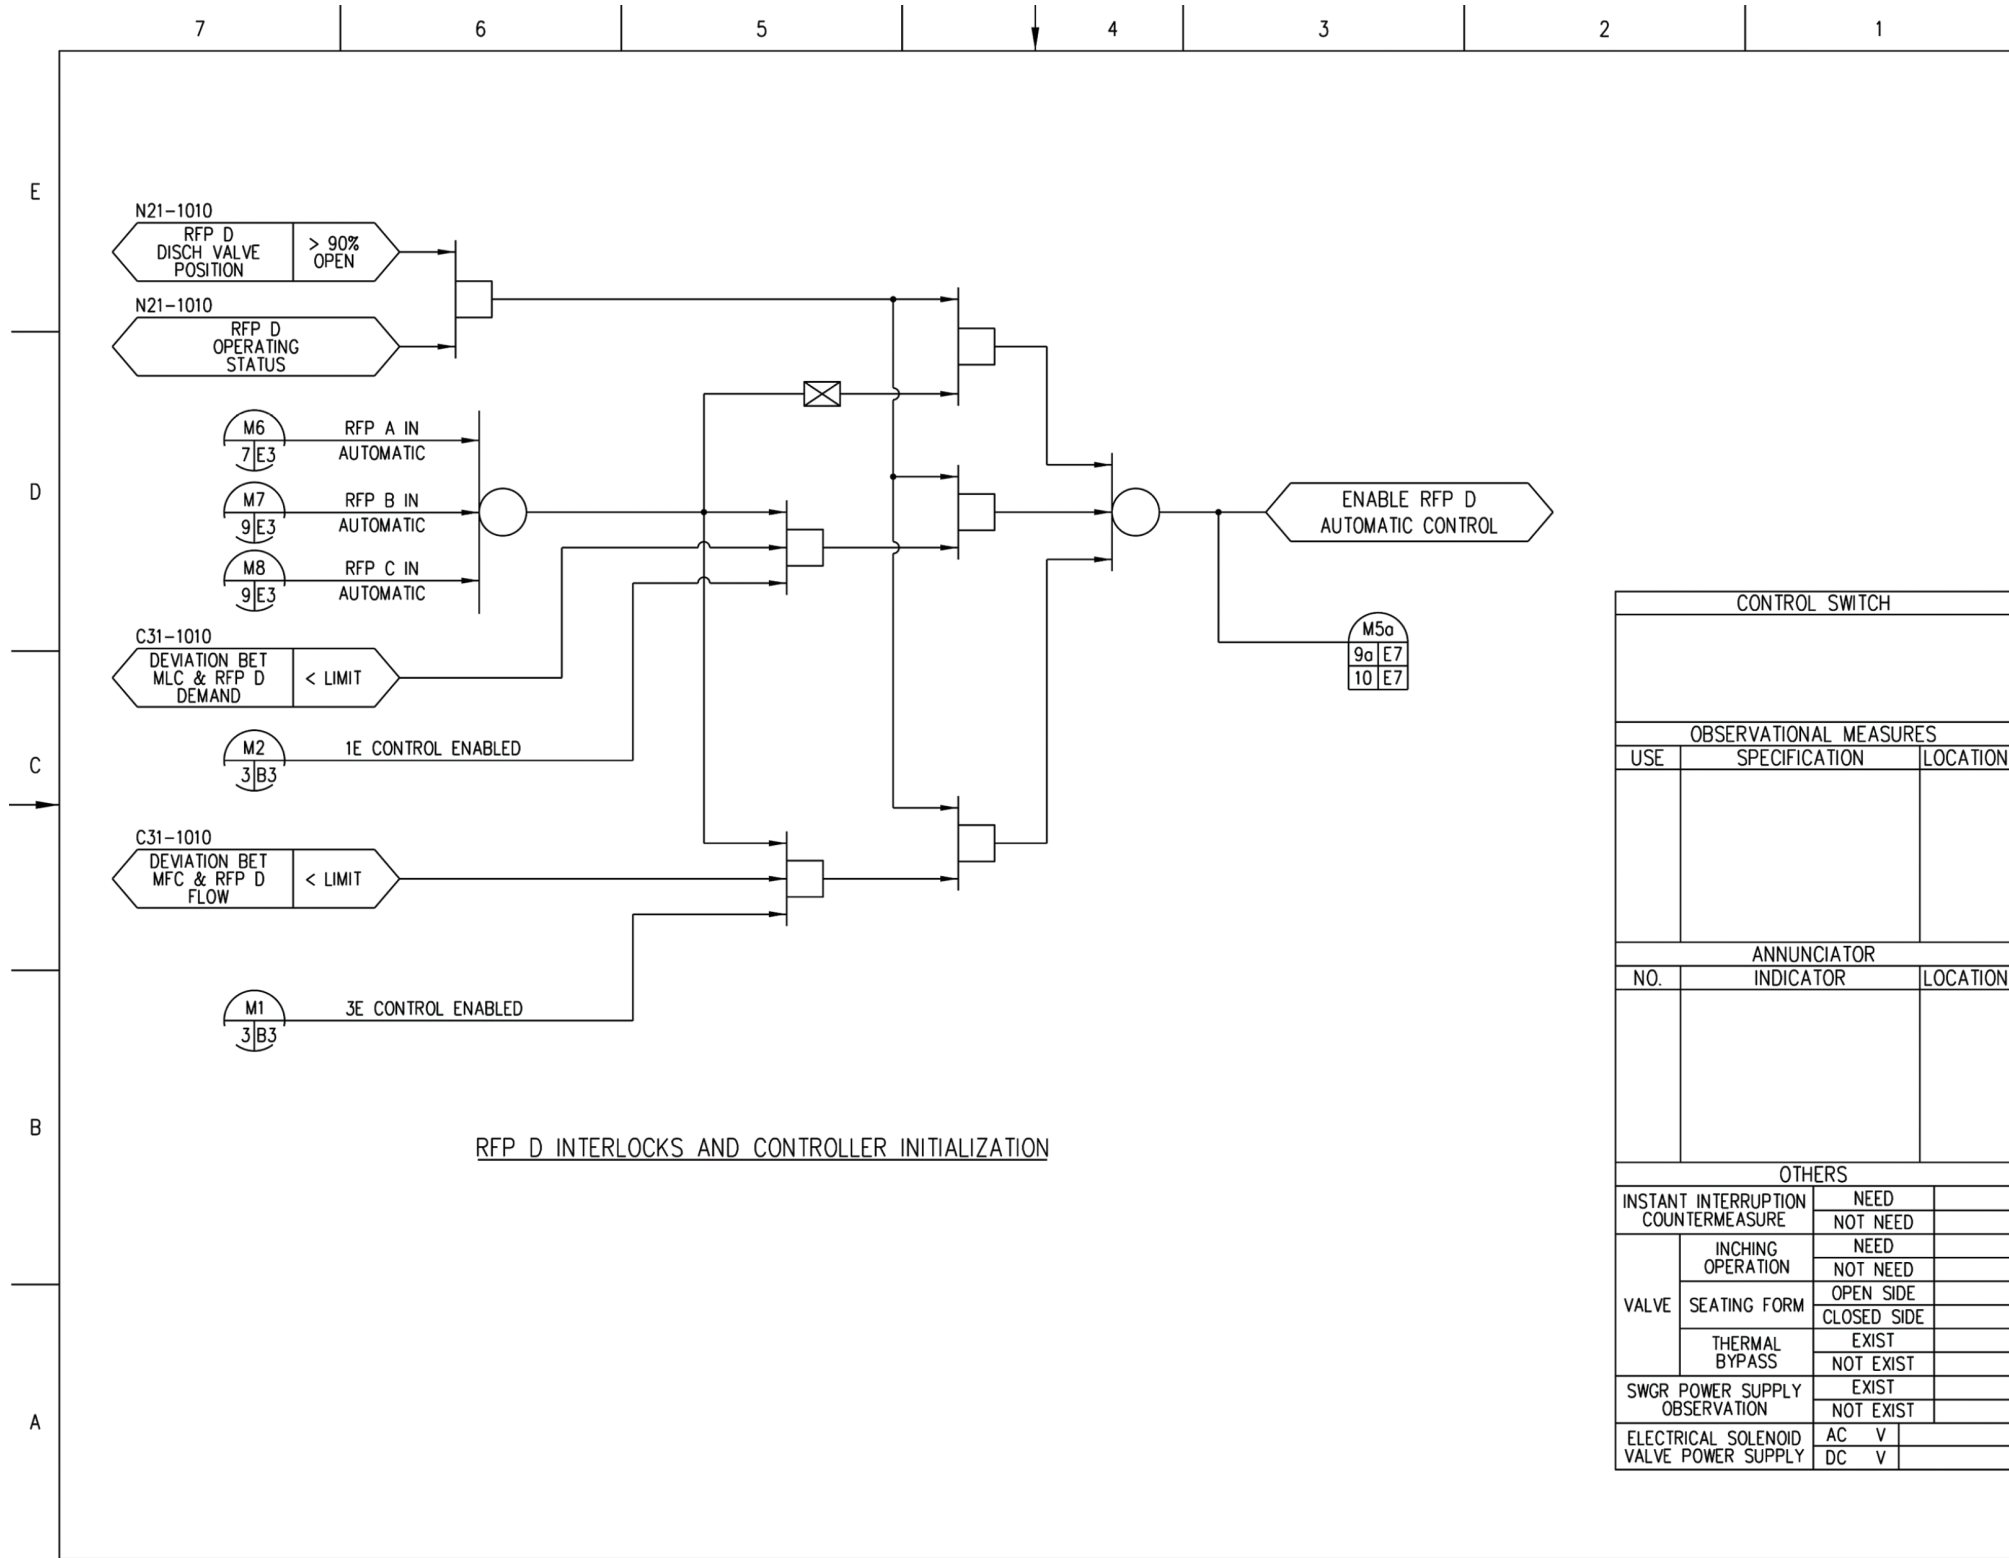 7 6 5 4 3 2 1
E
D
C
B
A
N21-1010
RFP D
DISCH VALVE
POSITION
> 90%
OPEN
N21-1010
RFP D
OPERATING
STATUS
M6
7 E3
RFP A IN
AUTOMATIC
M7
9 E3
RFP B IN
AUTOMATIC
M8
9 E3
RFP C IN
AUTOMATIC
C31-1010
DEVIATION BET
MLC & RFP D
DEMAND
< LIMIT
M2
3 B3
1E CONTROL ENABLED
C31-1010
DEVIATION BET
MFC & RFP D
FLOW
< LIMIT
M1
3 B3
3E CONTROL ENABLED
ENABLE RFP D
AUTOMATIC CONTROL
M5a
9a E7
10 E7
RFP D INTERLOCKS AND CONTROLLER INITIALIZATION
CONTROL SWITCH
OBSERVATIONAL MEASURES
USE SPECIFICATION LOCATION
ANNUNCIATOR
NO. INDICATOR LOCATION
OTHERS
INSTANT INTERRUPTION
COUNTERMEASURE
NEED
NOT NEED
VALVE
INCHING
OPERATION
NEED
NOT NEED
SEATING FORM
OPEN SIDE
CLOSED SIDE
THERMAL
BYPASS
EXIST
NOT EXIST
SWGR POWER SUPPLY
OBSERVATION
EXIST
NOT EXIST
ELECTRICAL SOLENOID
VALVE POWER SUPPLY
AC V
DC V